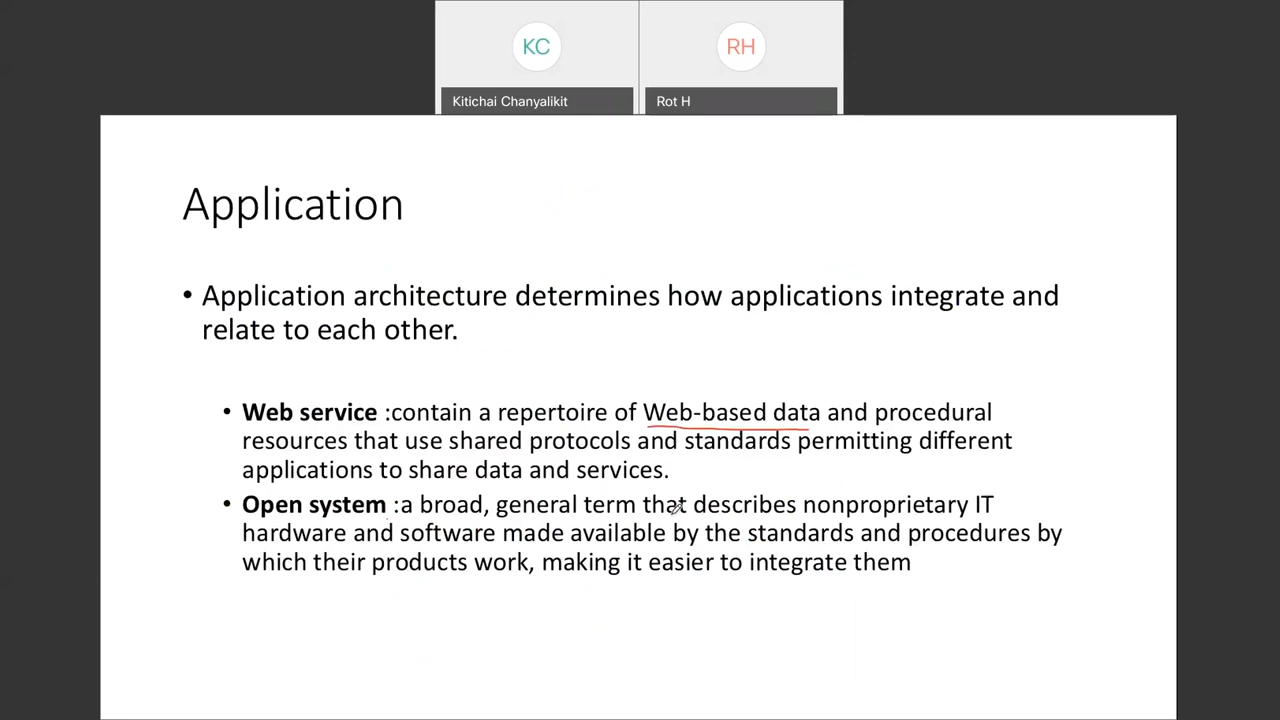 KC
RH
Kitichai Chanyalikit
Rot H
Application
• Application architecture determines how applications integrate and
relate to each other.
• Web service :contain a repertoire of Web-based data and procedural
resources that use shared protocols and standards permitting different
applications to share data and services.
• Open system :a broad, general term that describes nonproprietary IT
hardware and software made available by the standards and procedures by
which their products work, making it easier to integrate them